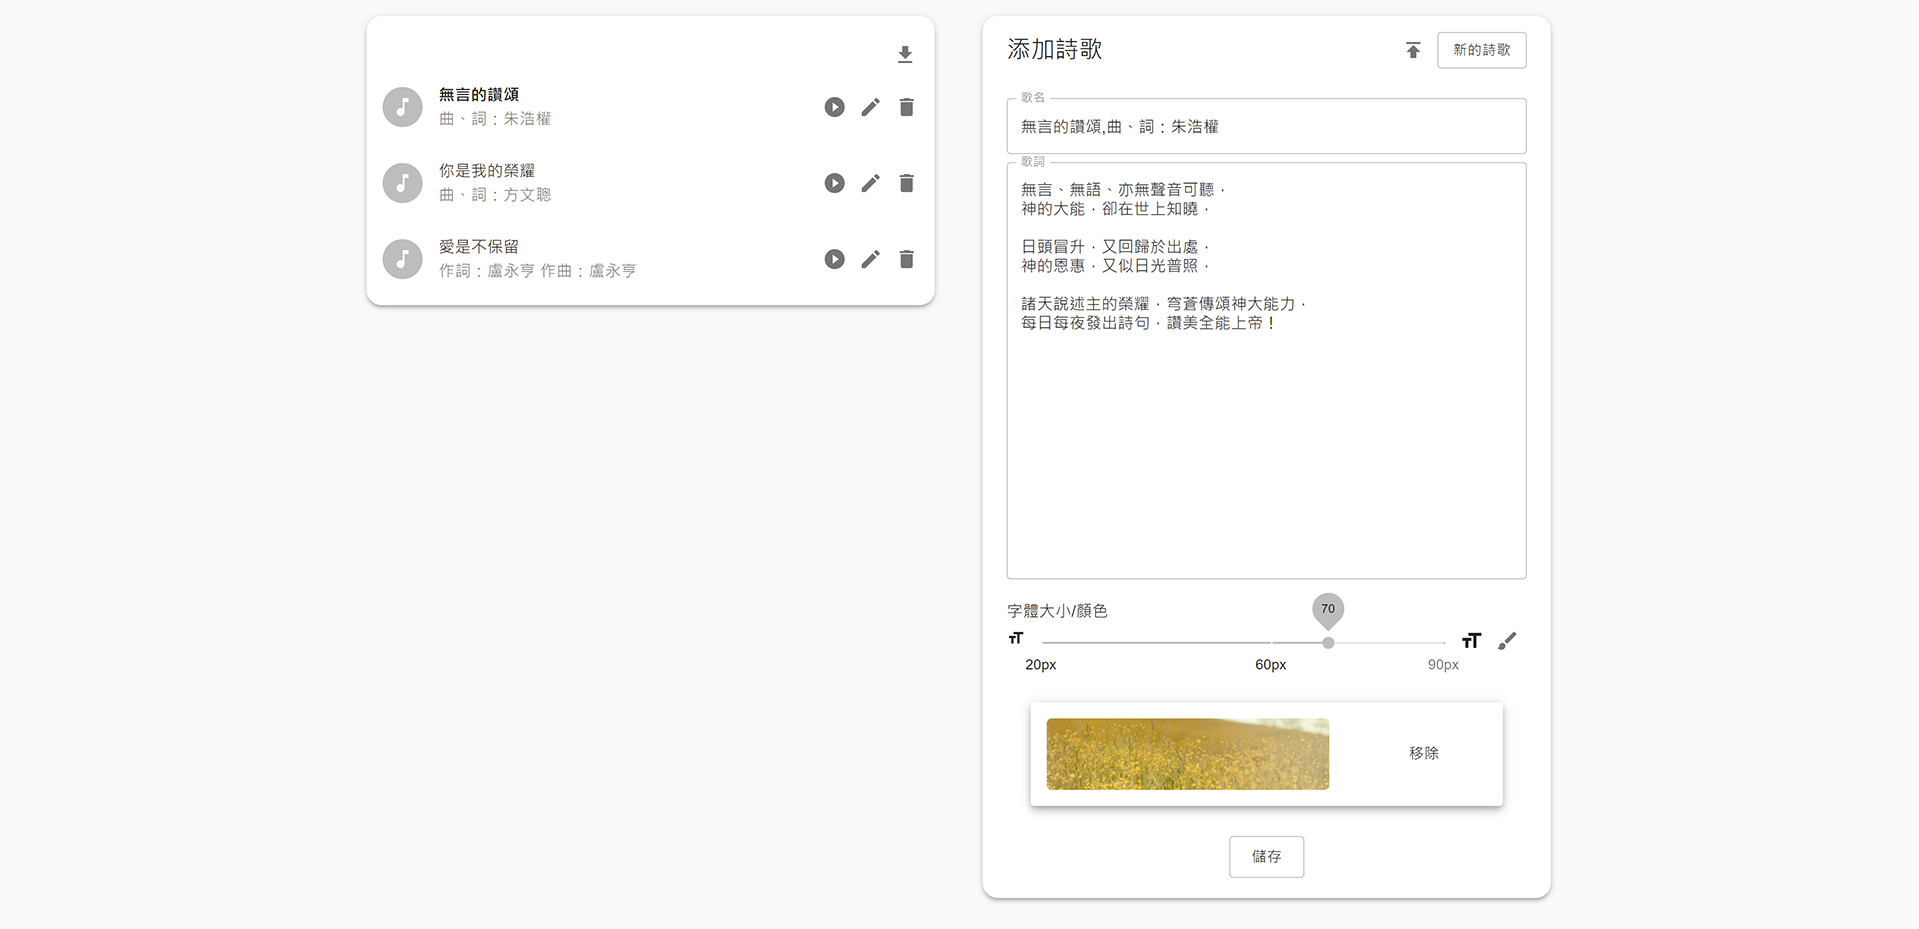 無言的讚頌
曲、詞：朱浩權
你是我的榮耀
曲、詞：方文聰
愛是不保留
作詞：盧永亨 作曲：盧永亨
添加詩歌
新的詩歌
歌名
無言的讚頌,曲、詞：朱浩權
歌詞
無言、無語、亦無聲音可聽．
神的大能．卻在世上知曉．
日頭冒升．又回歸於出處．
神的恩惠．又似日光普照．
諸天說述主的榮耀．穹蒼傳頌神大能力．
每日每夜發出詩句．讚美全能上帝！
字體大小/顏色
70
20px
60px
90px
移除
儲存